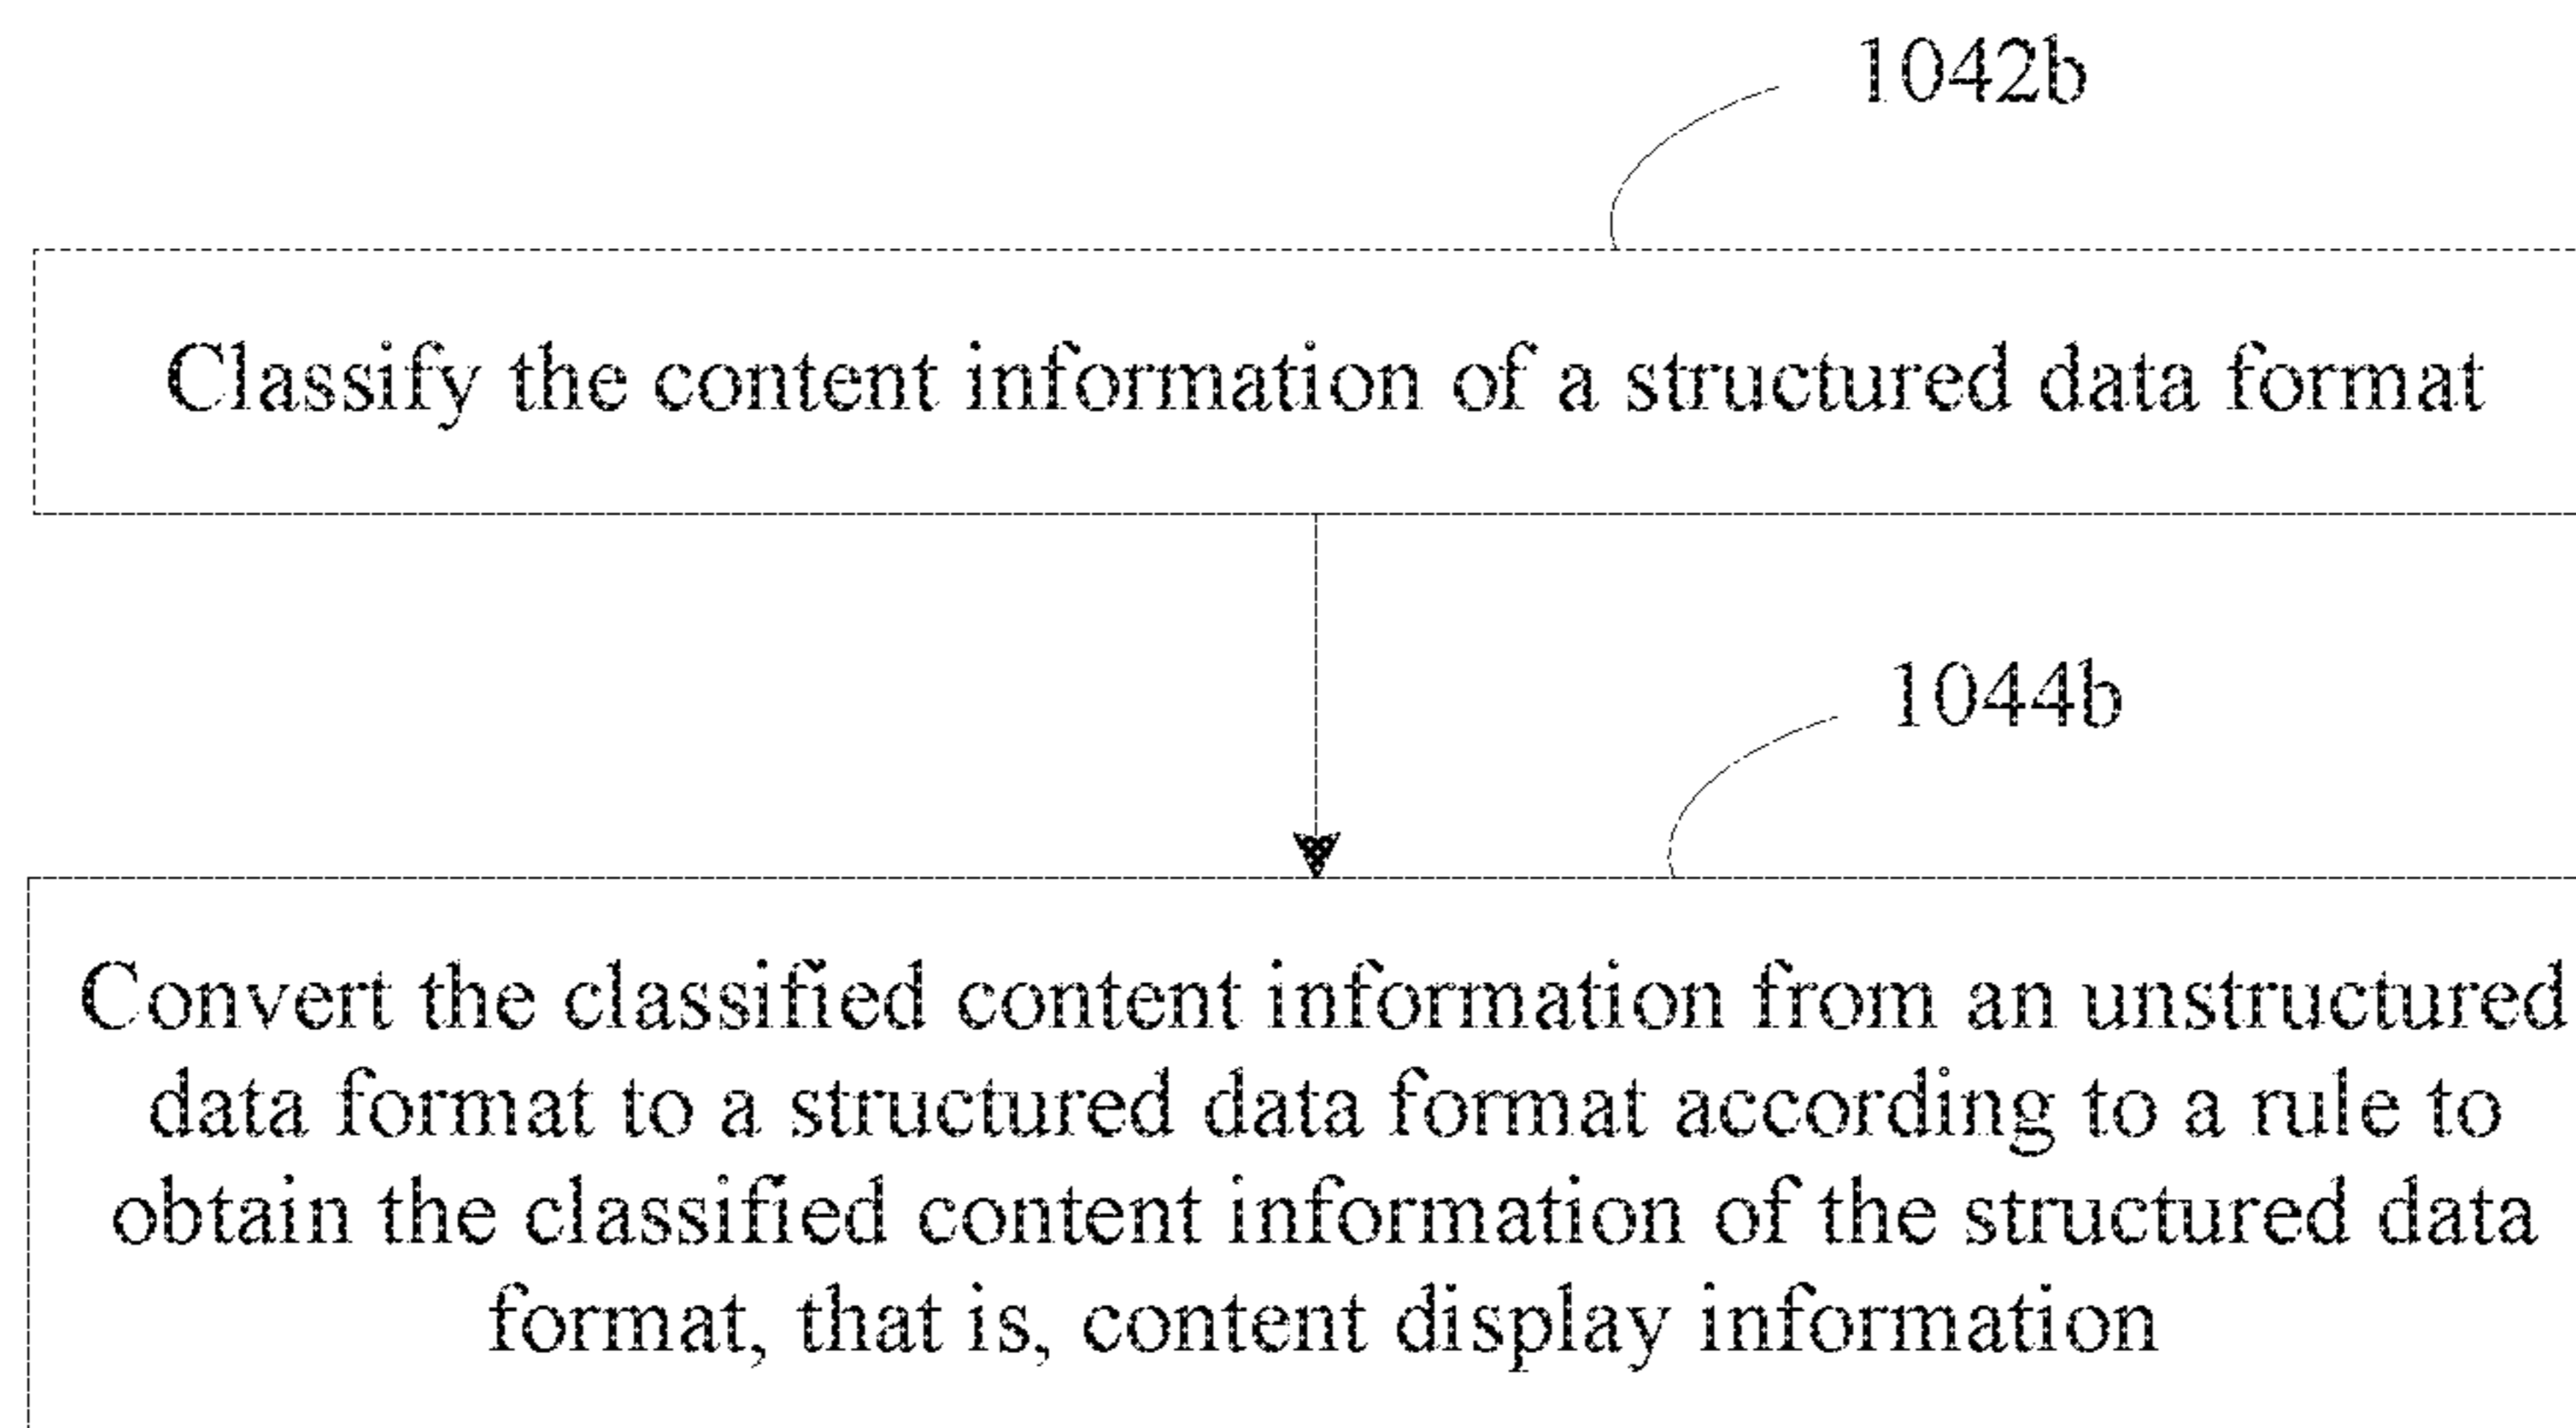 1042b
Classify the content information of a structured data format
1044b
Convert the classified content information from an unstructured
data format to a structured data format according to a rule to
obtain the classified content information of the structured data
format, that is, content display information